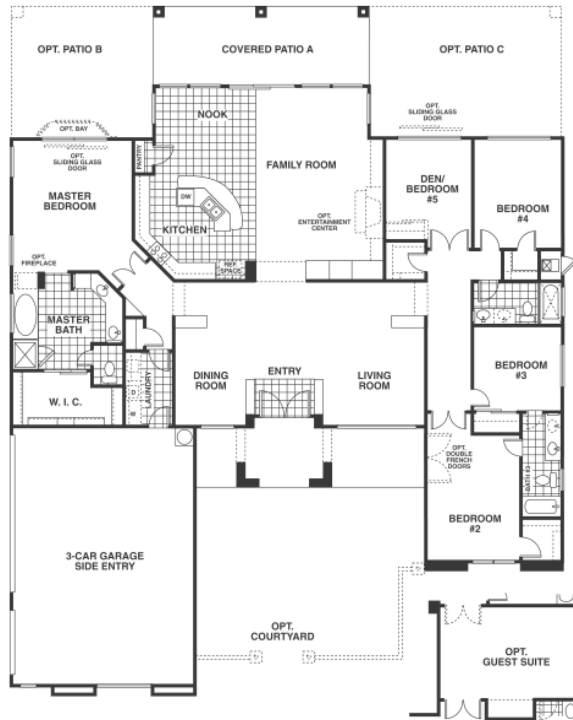 OPT. PATIO B
COVERED PATIO A
OPT. PATIO C
OPT. BAY
OPT.
SLIDING GLASS
DOOR
OPT.
SLIDING GLASS
DOOR
NOOK
PANTRY
FAMILY ROOM
MASTER
BEDROOM
DEN/
BEDROOM
#5
BEDROOM
#4
DW
KITCHEN
OPT.
ENTERTAINMENT
CENTER
OPT.
FIREPLACE
REF.
SPACE
MASTER
BATH
BEDROOM
#3
DINING
ROOM
ENTRY
LIVING
ROOM
W. I. C.
D
W
LAUNDRY
OPT.
DOUBLE
FRENCH
DOORS
BATH #3
BEDROOM
#2
3-CAR GARAGE
SIDE ENTRY
OPT.
COURTYARD
OPT.
GUEST SUITE